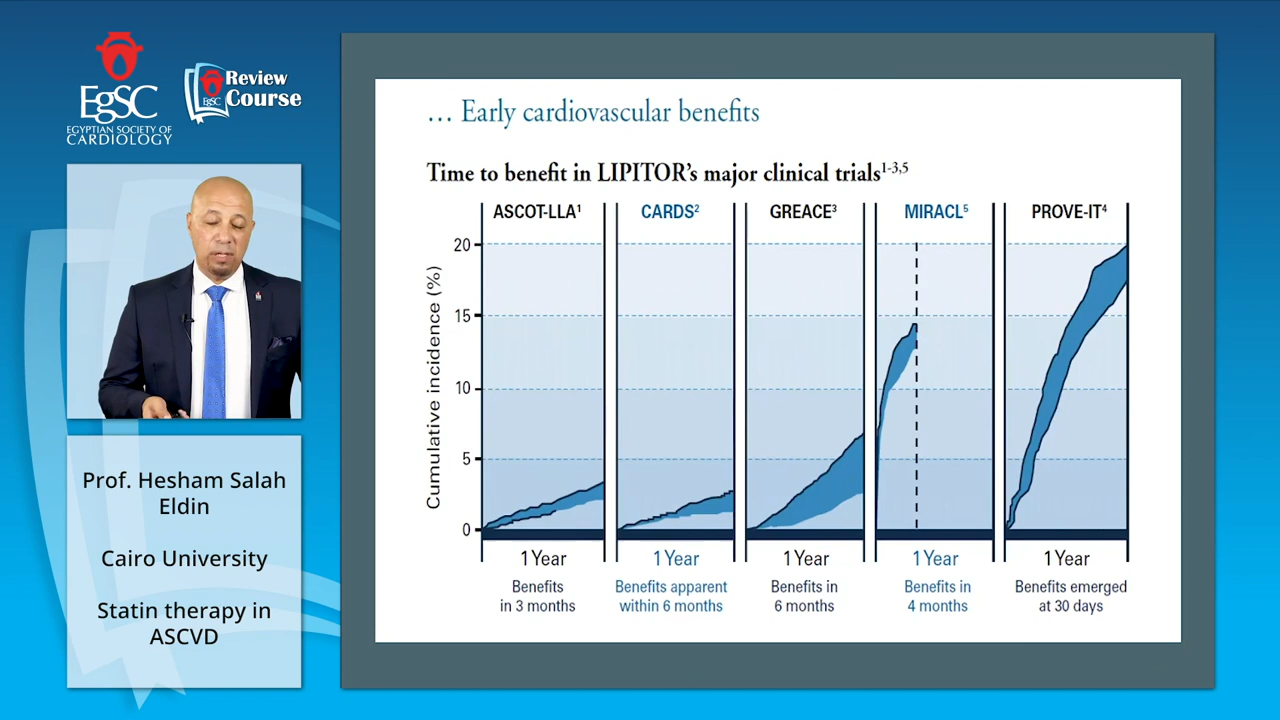 EgSC
EGYPTIAN SOCIETY OF
CARDIOLOGY
EgSC
Review
Course
Prof. Hesham Salah
Eldin
Cairo University
Statin therapy in
ASCVD
… Early cardiovascular benefits
Time to benefit in LIPITOR’s major clinical trials1-3,5
ASCOT-LLA1
CARDS2
GREACE3
MIRACL5
PROVE-IT4
Cumulative incidence (%)
20
15
10
5
0
1 Year
1 Year
1 Year
1 Year
1 Year
Benefits
in 3 months
Benefits apparent
within 6 months
Benefits in
6 months
Benefits in
4 months
Benefits emerged
at 30 days